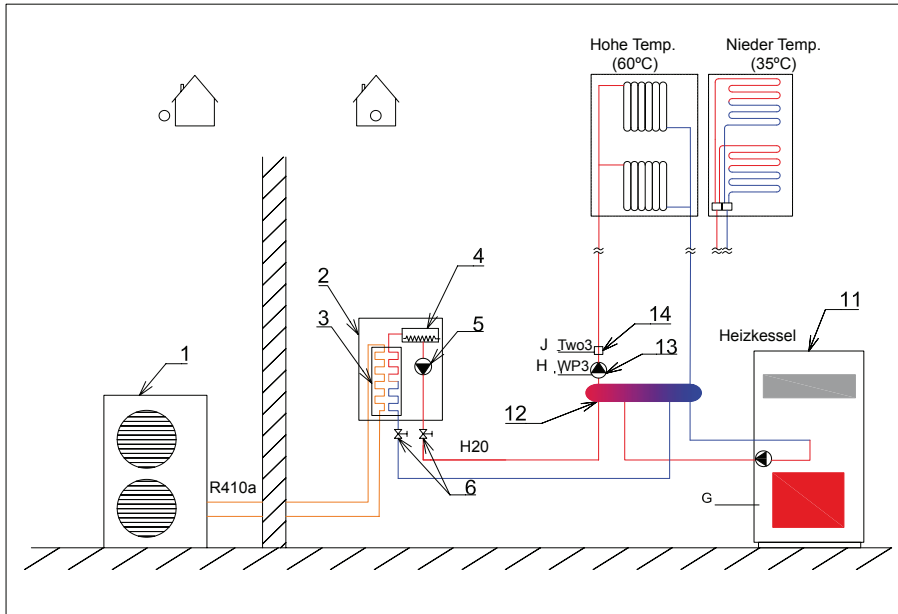 Hohe Temp.
(60ºC)
Nieder Temp.
(35ºC)
2
3
4
5
14
J Two3
13
H , WP3
11
Heizkessel
1
12
H20
6
R410a
G